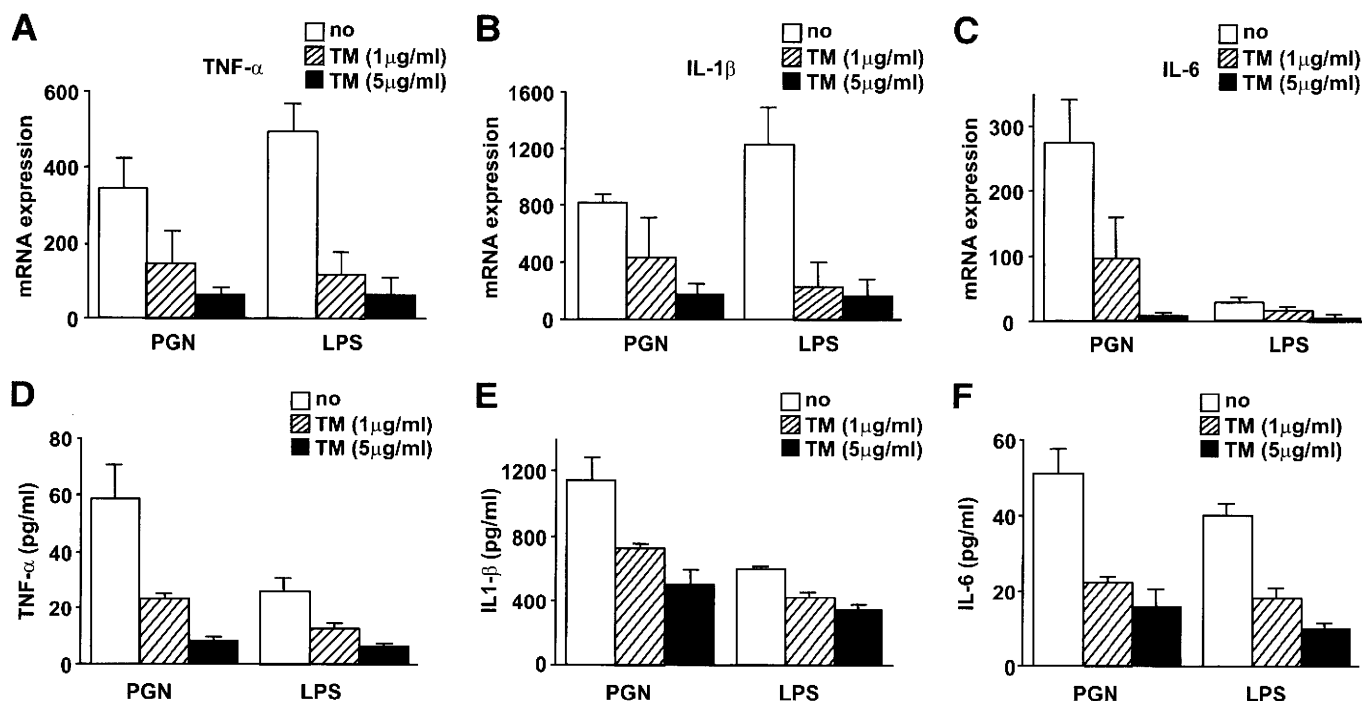 A
TNF-α
no
TM (1μg/ml)
TM (5μg/ml)
mRNA expression
600
400
200
0
PGN
LPS
B
IL-1β
no
TM (1μg/ml)
TM (5μg/ml)
mRNA expression
1600
1200
800
400
0
PGN
LPS
C
IL-6
no
TM (1μg/ml)
TM (5μg/ml)
mRNA expression
300
200
100
0
PGN
LPS
D
no
TM (1μg/ml)
TM (5μg/ml)
TNF-α (pg/ml)
80
60
40
20
0
PGN
LPS
E
no
TM (1μg/ml)
TM (5μg/ml)
IL1-β (pg/ml)
1200
800
400
0
PGN
LPS
F
no
TM (1μg/ml)
TM (5μg/ml)
IL-6 (pg/ml)
60
40
20
0
PGN
LPS